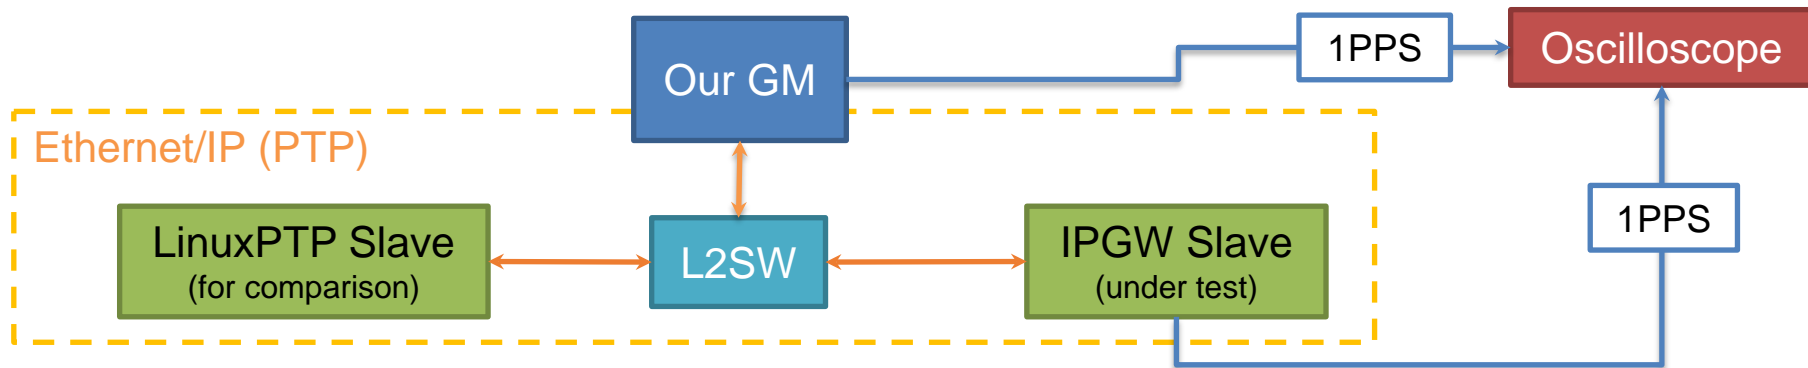 Our GM
1PPS
Oscilloscope
Ethernet/IP (PTP)
LinuxPTP Slave
(for comparison)
L2SW
IPGW Slave
(under test)
1PPS